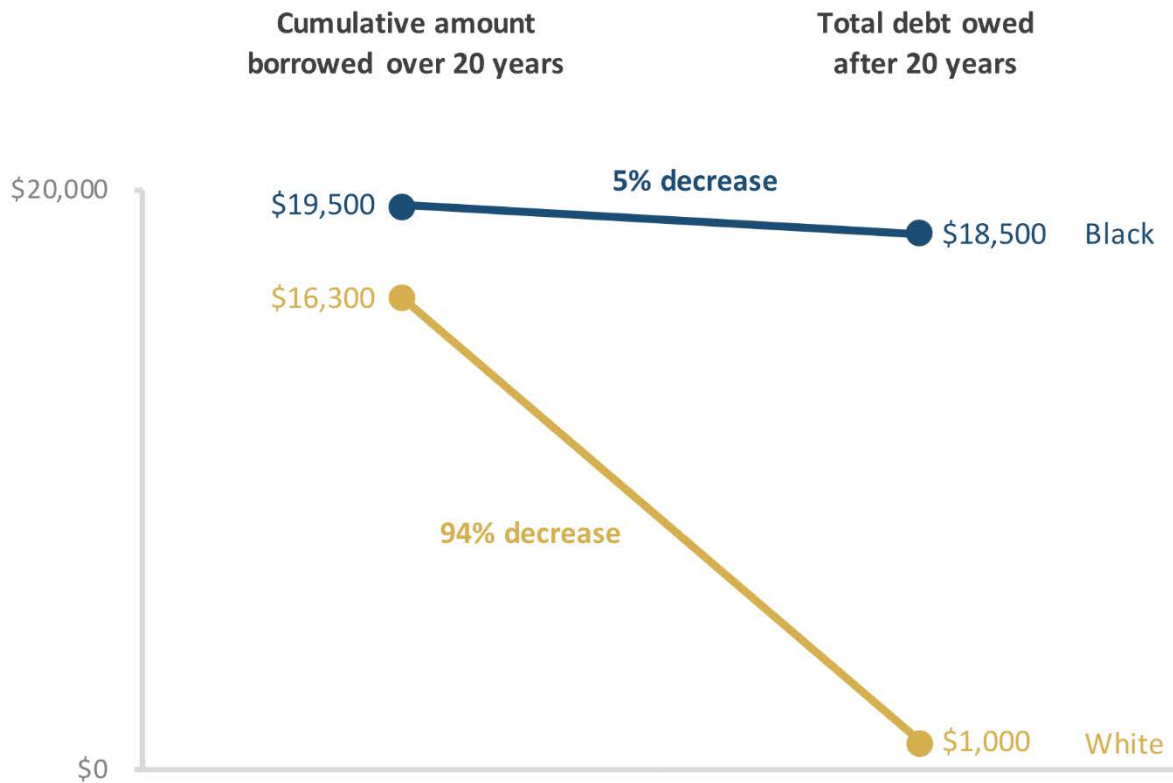 Cumulative amount
borrowed over 20 years
Total debt owed
after 20 years
$20,000
5% decrease
$19,500
$18,500 Black
$16,300
94% decrease
$1,000 White
$0